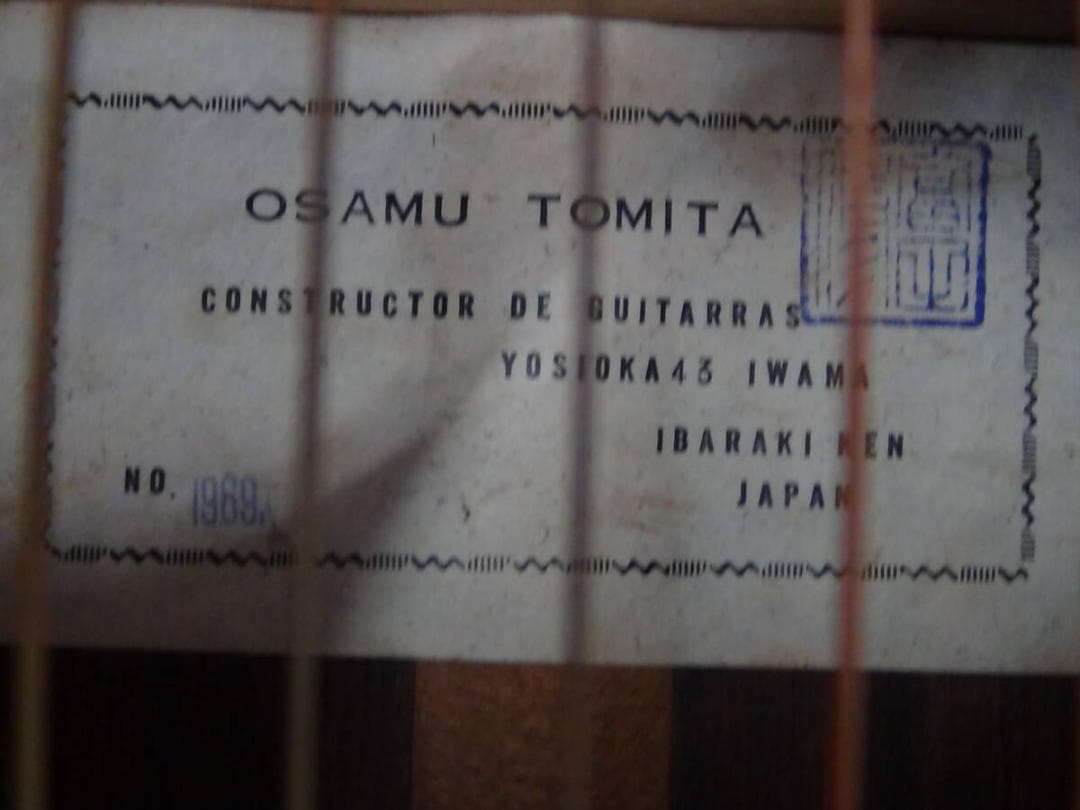 OSAMU TOMITA
CONSTRUCTOR DE GUITARRAS
YOSIOKA43 IWAMA
IBARAKI KEN
JAPAN
NO. 1969.